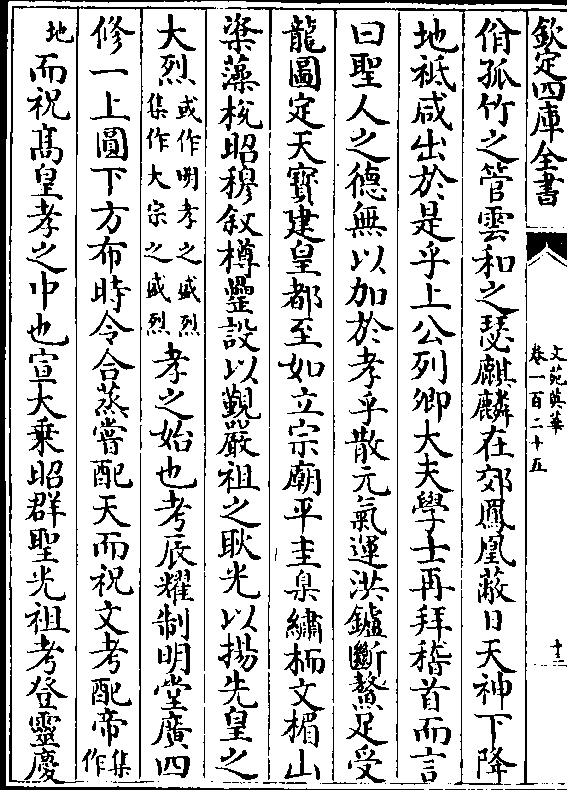 欽定四庫全書
文苑英華
卷一百二十五
十二
佾孤竹之管雲和之瑟麒麟在郊鳳凰蔽日天神下降
地祇咸出於是乎上公列卿大夫學士再拜稽首而言
曰聖人之德無以加於孝乎散元氣運洪鑪斷鼇足受
龍圖定天寶建皇都至如立宗廟平圭臬繡栭文楣山
楶藻梲昭穆敘樽罍設以觀嚴祖之耿光以揚先皇之
大烈或作明孝之盛烈集作大宗之盛烈孝之始也考辰耀制明堂廣四
修一上圓下方布時令合蒸嘗配天而祝文考配帝集作
地而祝髙皇孝之中也宣大乗昭群聖光祖考登靈慶